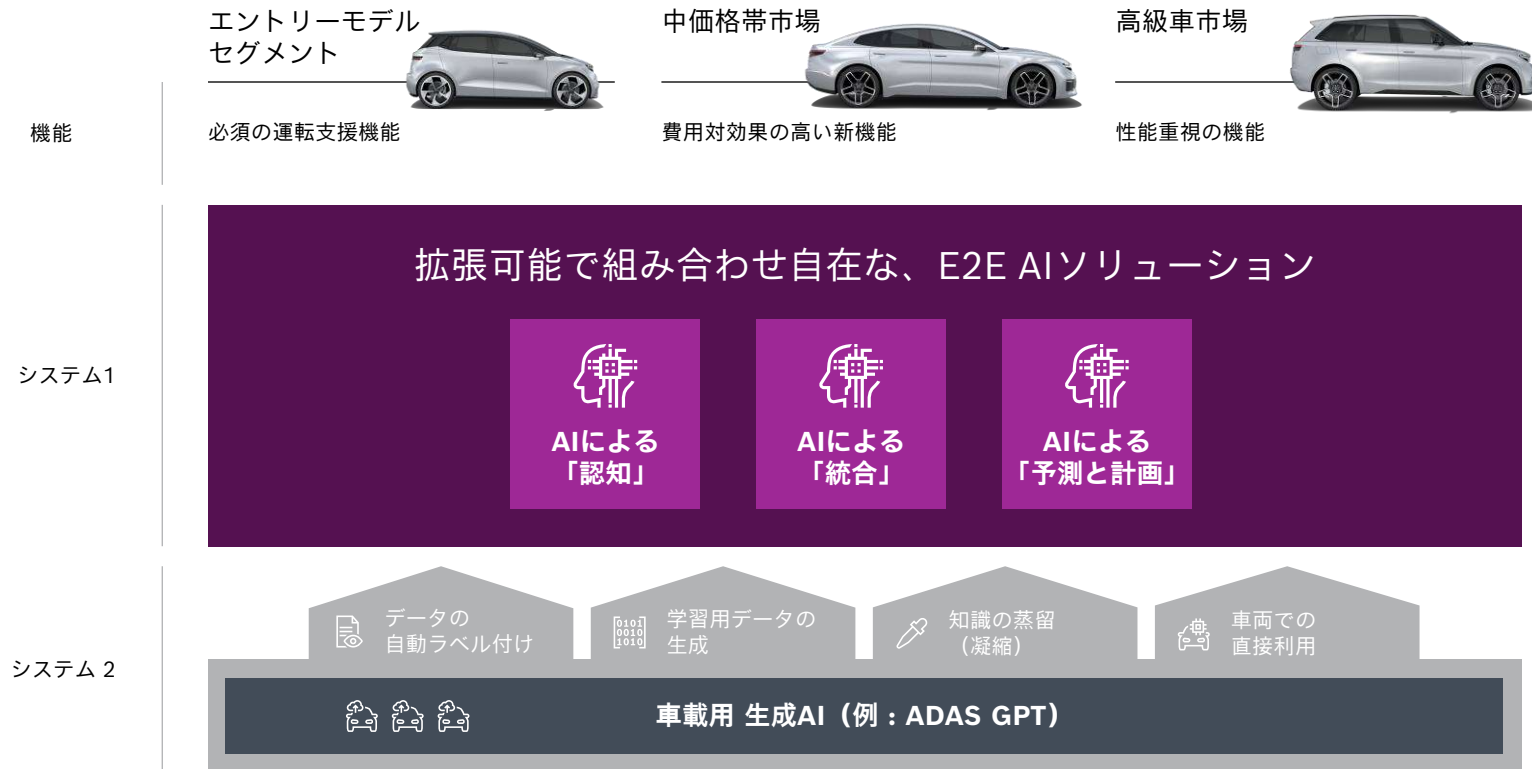 エントリーモデル
セグメント
中価格帯市場
高級車市場
機能
必須の運転支援機能
費用対効果の高い新機能
性能重視の機能
拡張可能で組み合わせ自在な、E2E AIソリューション
システム1
AIによる
「認知」
AIによる
「統合」
AIによる
「予測と計画」
データの
自動ラベル付け
0101
0010
1010
学習用データの
生成
知識の蒸留
（凝縮）
車両での
直接利用
システム 2
車載用 生成AI（例：ADAS GPT）